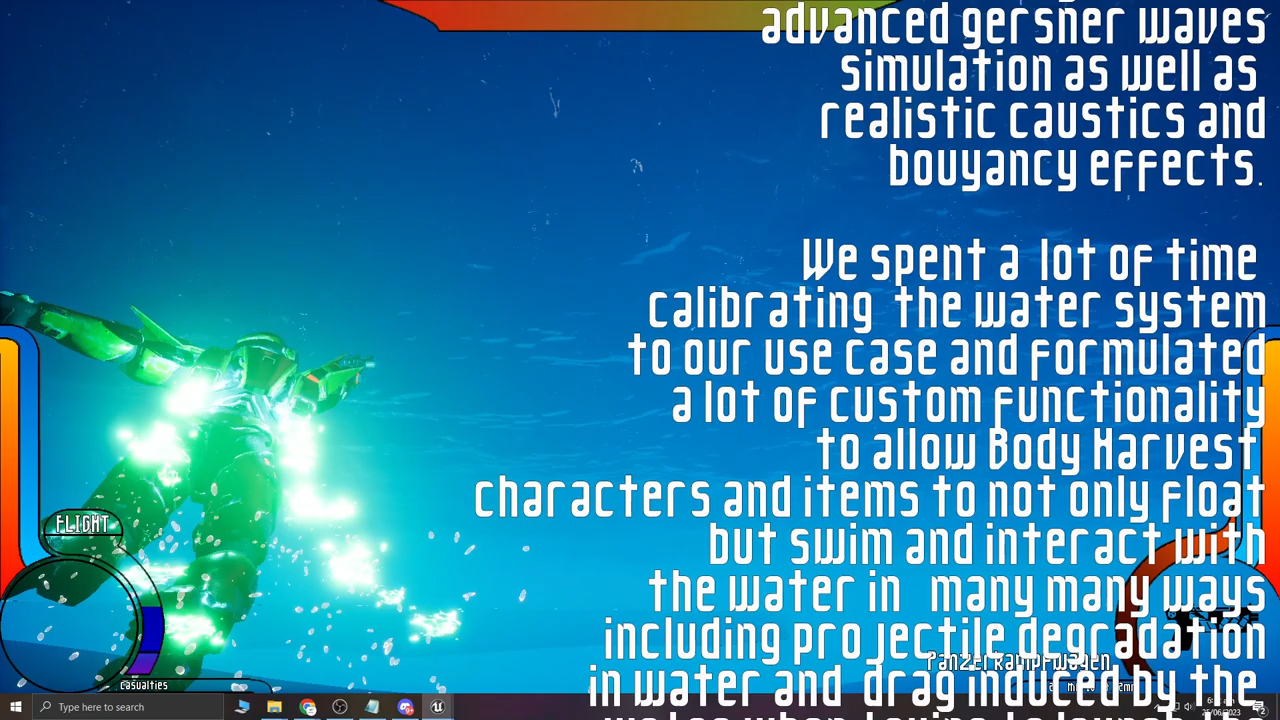 advanced gersner waves
simulation as well as
realistic caustics and
bouyancy effects.
We spent a lot of time
calibrating the water system
to our use case and formulated
a lot of custom functionality
to allow Body Harvest
characters and items to not only float
but swim and interact with
the water in many many ways
including projectile degradation
in water and drag induced by the
FLIGHT
Panzerkampfwagen
casualties
Type here to search